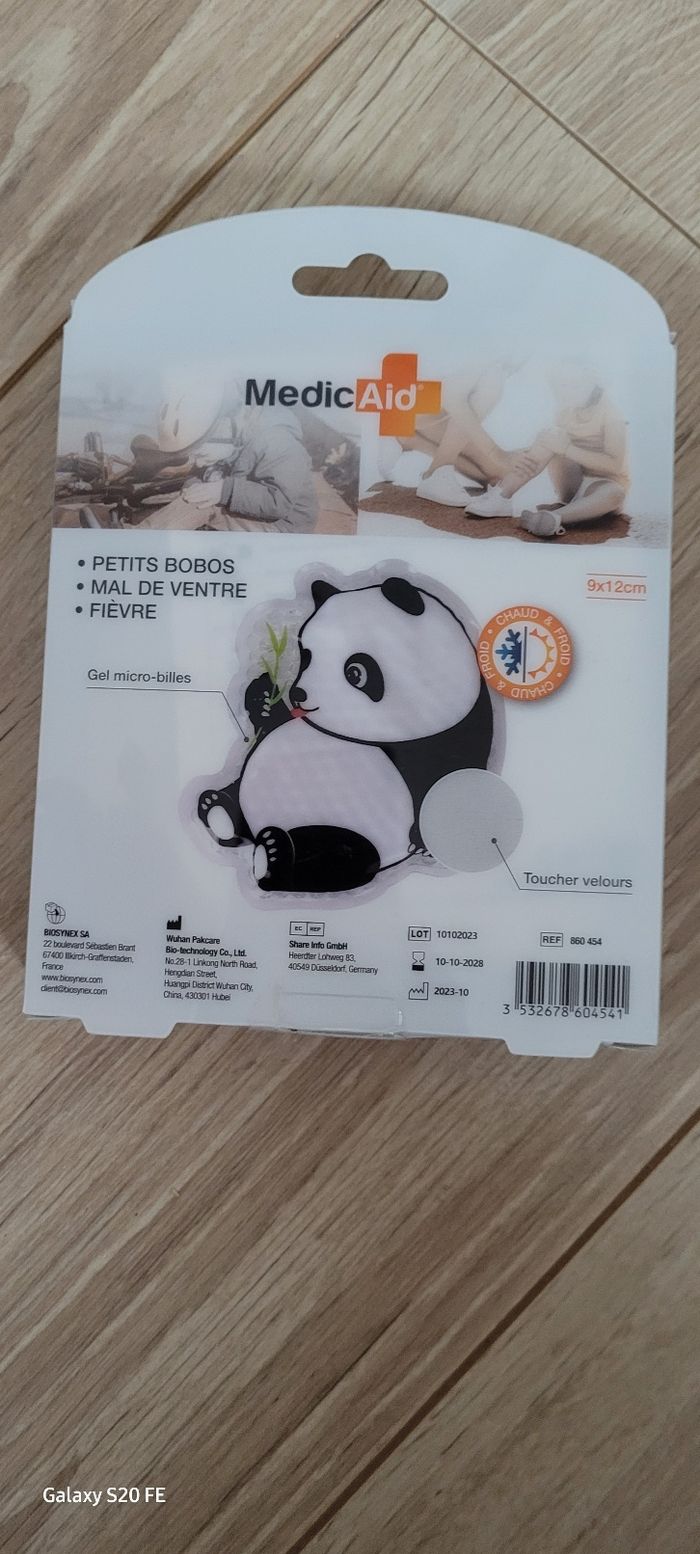 MedicAid®
• PETITS BOBOS
• MAL DE VENTRE
• FIÈVRE
9x12cm
CHAUD & FROID • CHAUD & FROID •
Gel micro-billes
Toucher velours
BIOSYNEX SA
22 boulevard Sébastien Brant
67400 Illkirch-Graffenstaden,
France
www.biosynex.com
client@biosynex.com
Wuhan Pakcare
Bio-technology Co., Ltd.
No.28-1 Linkong North Road,
Hengdian Street,
Huangpi District Wuhan City,
China, 430301 Hubei
EC REP
Share Info GmbH
Heerdter Lohweg 83,
40549 Düsseldorf, Germany
LOT 10102023
10-10-2028
2023-10
REF 860 454
3 532678 604541
Galaxy S20 FE